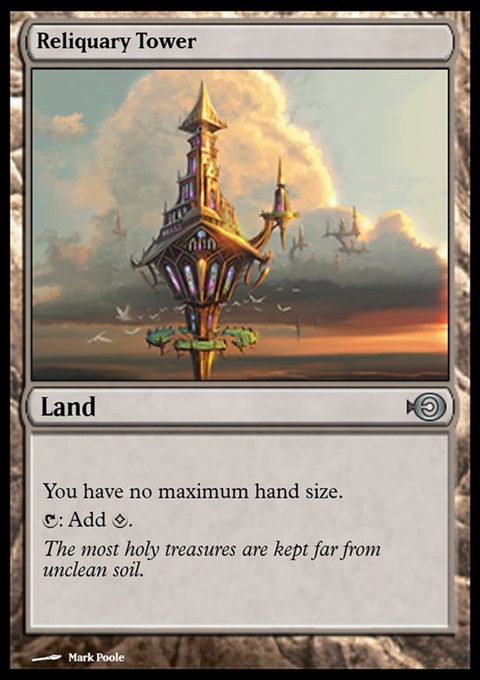 Reliquary Tower
Land
You have no maximum hand size.
: Add .
The most holy treasures are kept far from
unclean soil.
Mark Poole